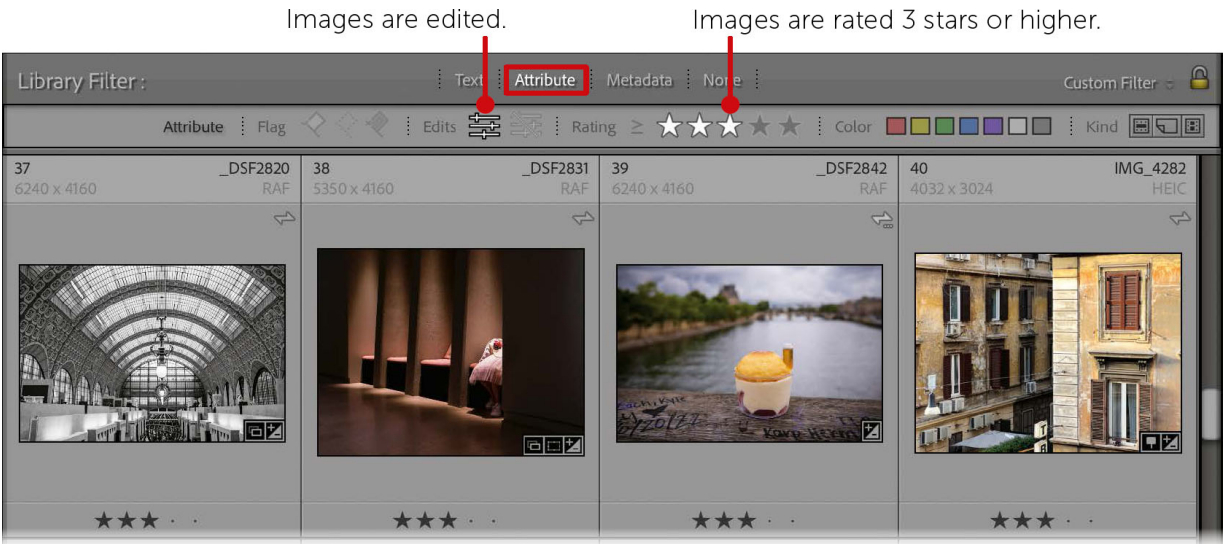 Images are edited. Images are rated 3 stars or higher.
Library Filter : Text Attribute Metadata None Custom Filter
Attribute Flag Edits Rating ≥ ★★★★★ Color Kind
37 _DSF2820 38 _DSF2831 39 _DSF2842 40 IMG_4282
6240 x 4160 RAF 5350 x 4160 RAF 6240 x 4160 RAF 4032 x 3024 HEIC
★★★ · · ★★★ · · ★★★ · · ★★★ · ·